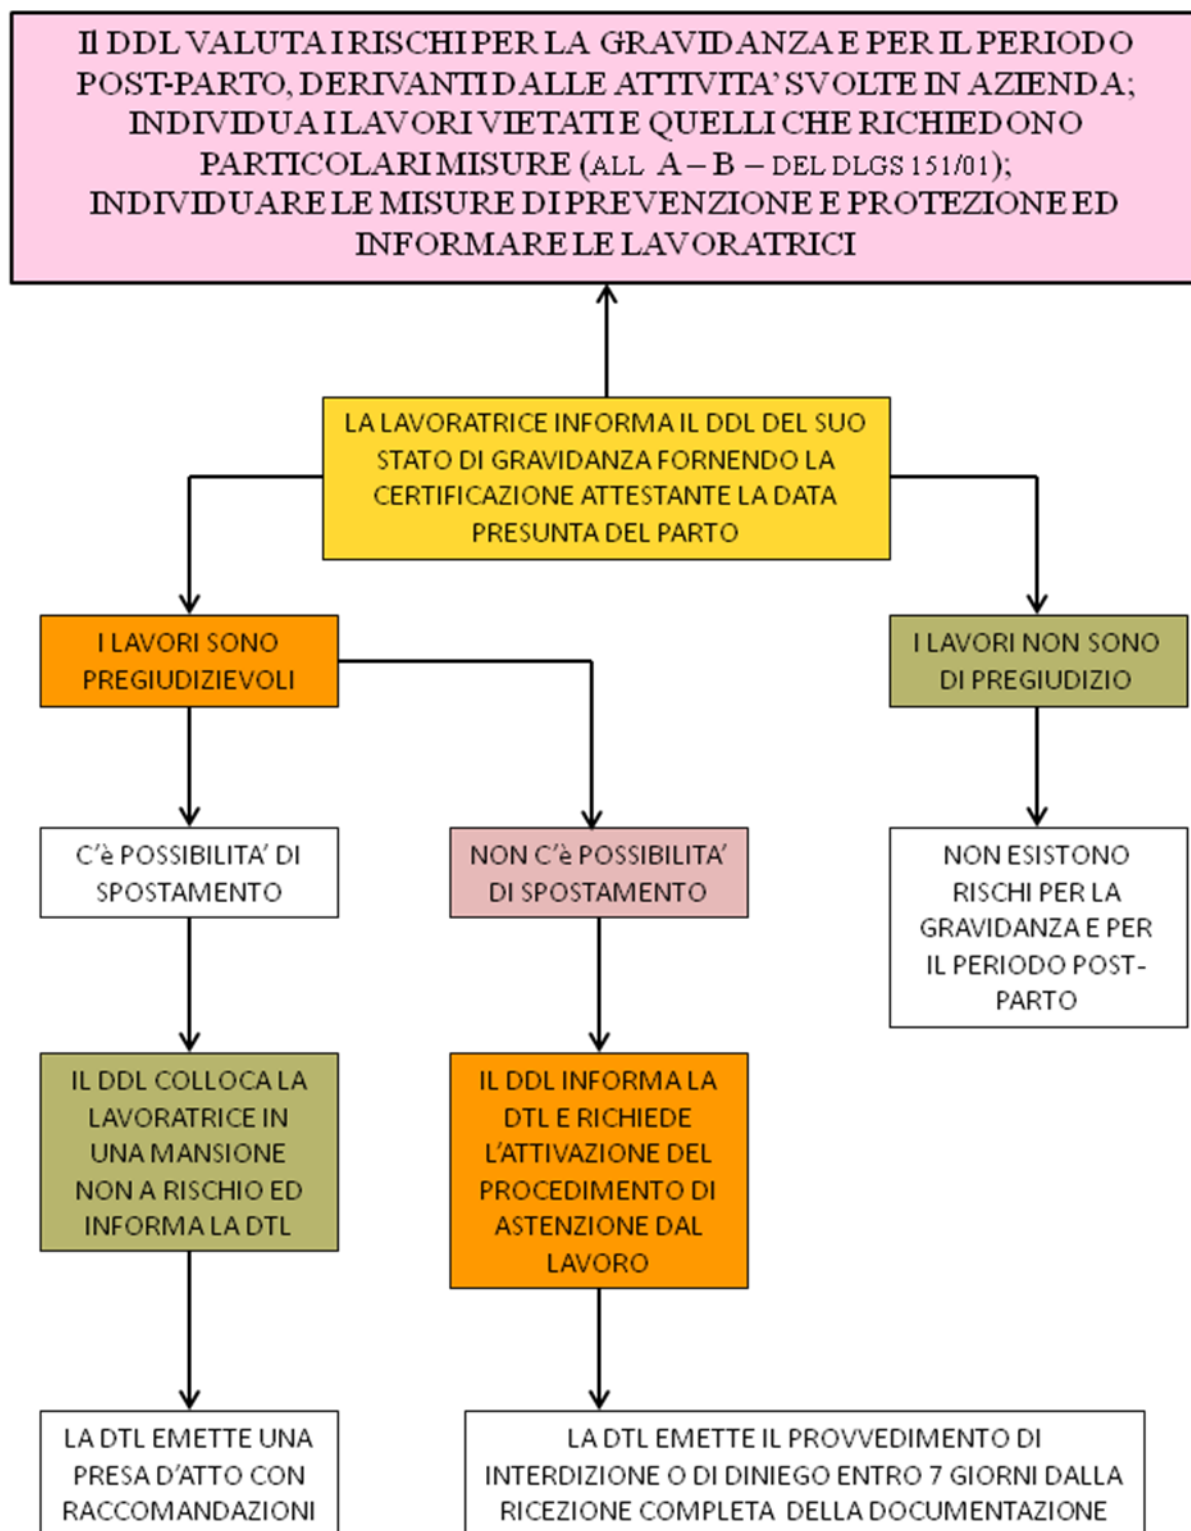 Il DDL VALUTA I RISCHI PER LA GRAVIDANZA E PER IL PERIODO
POST-PARTO, DERIVANTI DALLE ATTIVITA' SVOLTE IN AZIENDA;
INDIVIDUA I LAVORI VIETATI E QUELLI CHE RICHIEDONO
PARTICOLARI MISURE (ALL A – B – DEL DLGS 151/01);
INDIVIDUARE LE MISURE DI PREVENZIONE E PROTEZIONE ED
INFORMARE LE LAVORATRICI
LA LAVORATRICE INFORMA IL DDL DEL SUO
STATO DI GRAVIDANZA FORNENDO LA
CERTIFICAZIONE ATTESTANTE LA DATA
PRESUNTA DEL PARTO
I LAVORI SONO
PREGIUDIZIEVOLI
I LAVORI NON SONO
DI PREGIUDIZIO
C'è POSSIBILITA' DI
SPOSTAMENTO
NON C'è POSSIBILITA'
DI SPOSTAMENTO
NON ESISTONO
RISCHI PER LA
GRAVIDANZA E PER
IL PERIODO POST-
PARTO
IL DDL COLLOCA LA
LAVORATRICE IN
UNA MANSIONE
NON A RISCHIO ED
INFORMA LA DTL
IL DDL INFORMA LA
DTL E RICHIEDE
L'ATTIVAZIONE DEL
PROCEDIMENTO DI
ASTENZIONE DAL
LAVORO
LA DTL EMETTE UNA
PRESA D'ATTO CON
RACCOMANDAZIONI
LA DTL EMETTE IL PROVVEDIMENTO DI
INTERDIZIONE O DI DINIEGO ENTRO 7 GIORNI DALLA
RICEZIONE COMPLETA DELLA DOCUMENTAZIONE